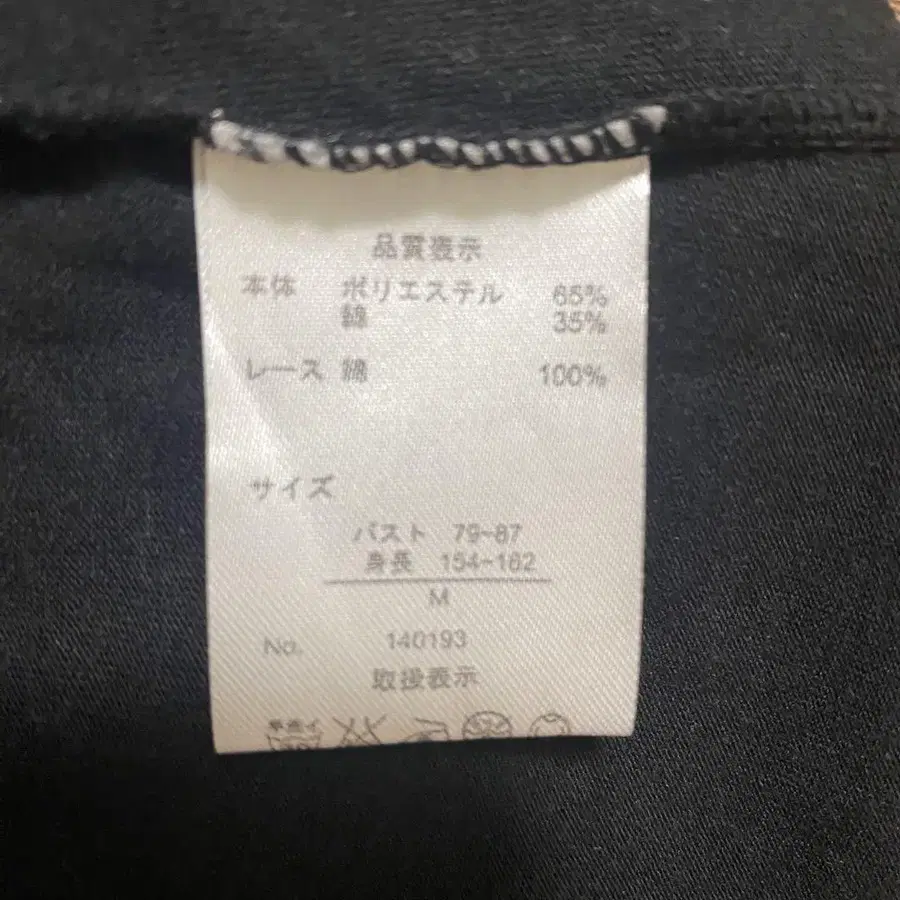 品質表示
本体 ポリエステル 65%
綿 35%
レース 綿 100%
サイズ
バスト 79~87
身長 154~162
M
No. 140193
取扱表示